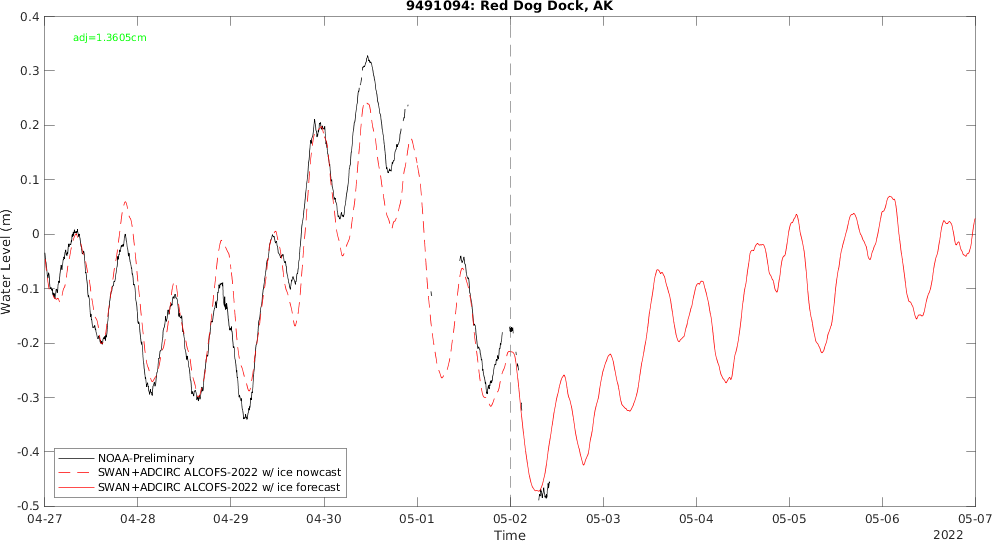 9491094: Red Dog Dock, AK
adj=1.3605cm
Water Level (m)
0.4
0.3
0.2
0.1
0
-0.1
-0.2
-0.3
-0.4
-0.5
NOAA-Preliminary
SWAN+ADCIRC ALCOFS-2022 w/ ice nowcast
SWAN+ADCIRC ALCOFS-2022 w/ ice forecast
04-27 04-28 04-29 04-30 05-01 05-02 05-03 05-04 05-05 05-06 05-07
Time
2022